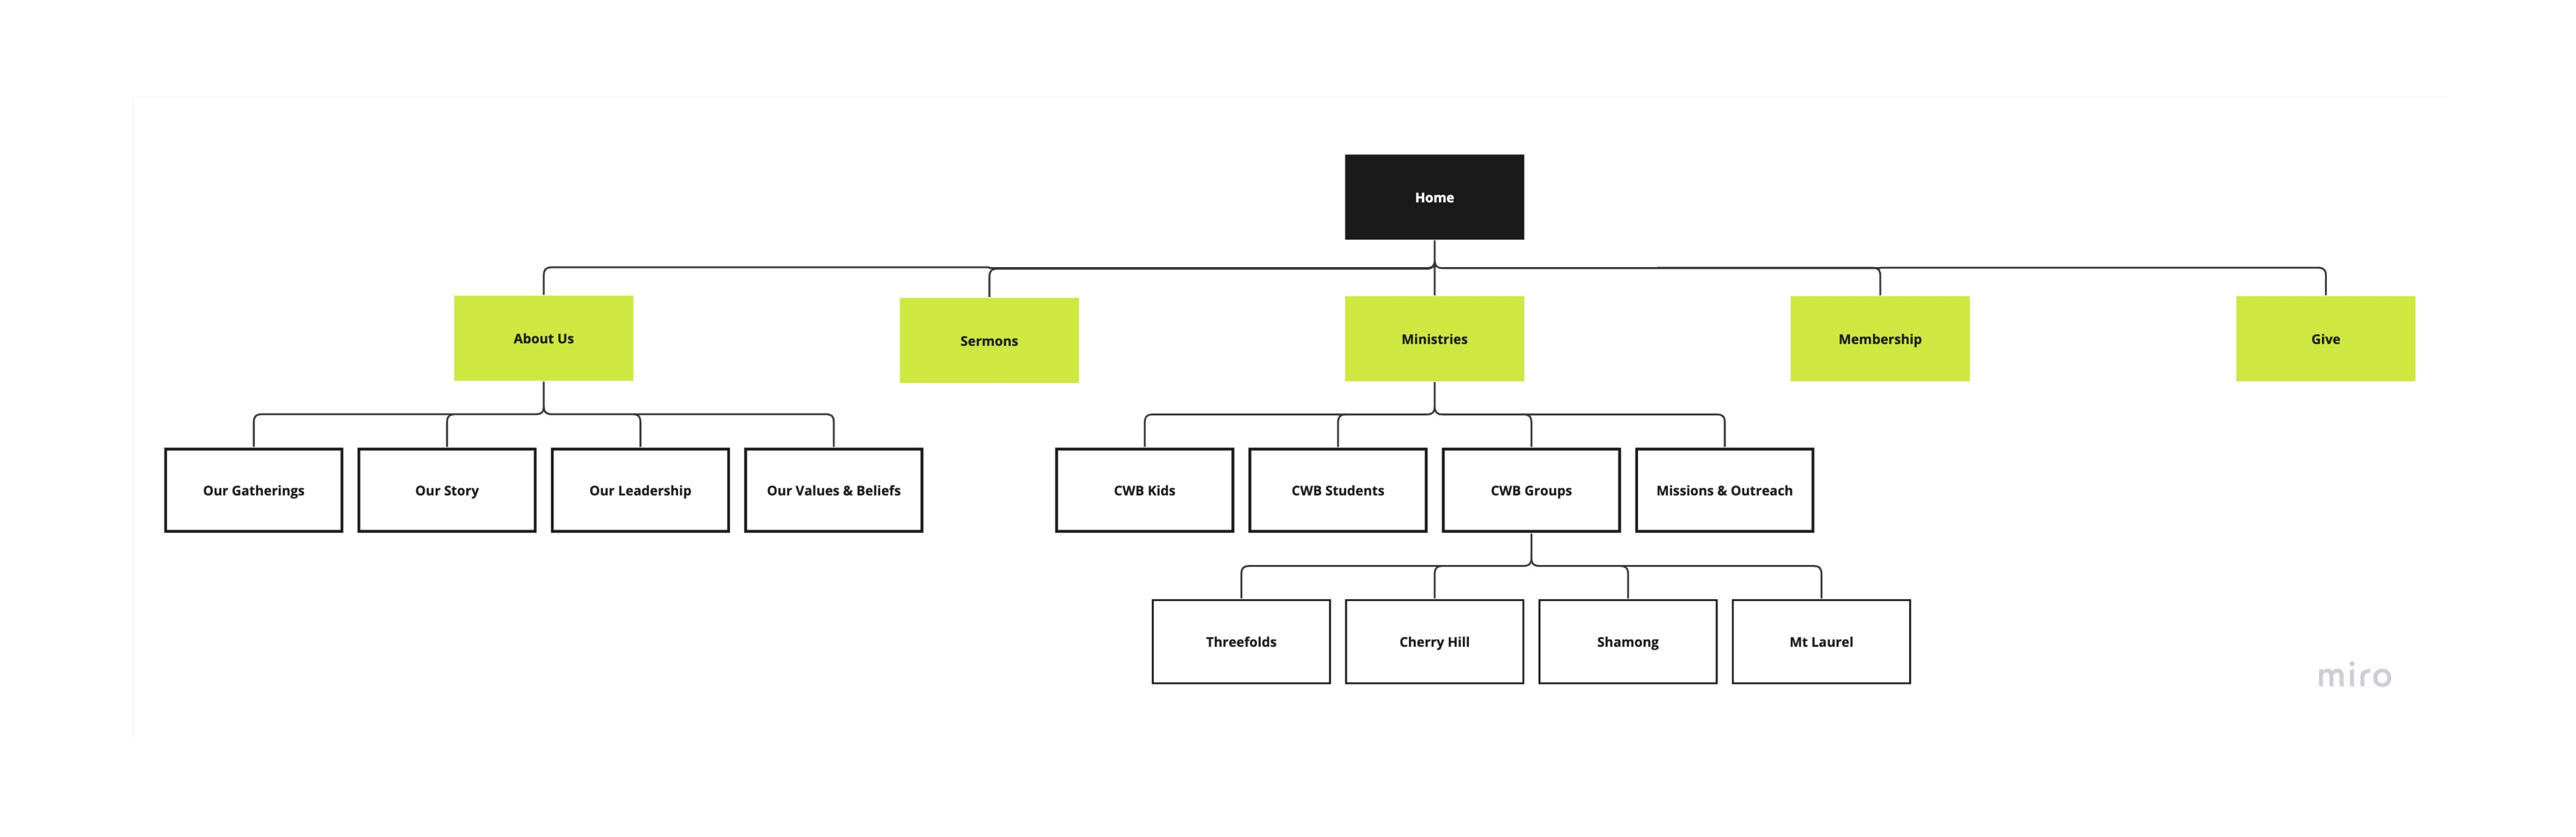 Home
About Us
Sermons
Ministries
Membership
Give
Our Gatherings
Our Story
Our Leadership
Our Values & Beliefs
CWB Kids
CWB Students
CWB Groups
Missions & Outreach
Threefolds
Cherry Hill
Shamong
Mt Laurel
miro